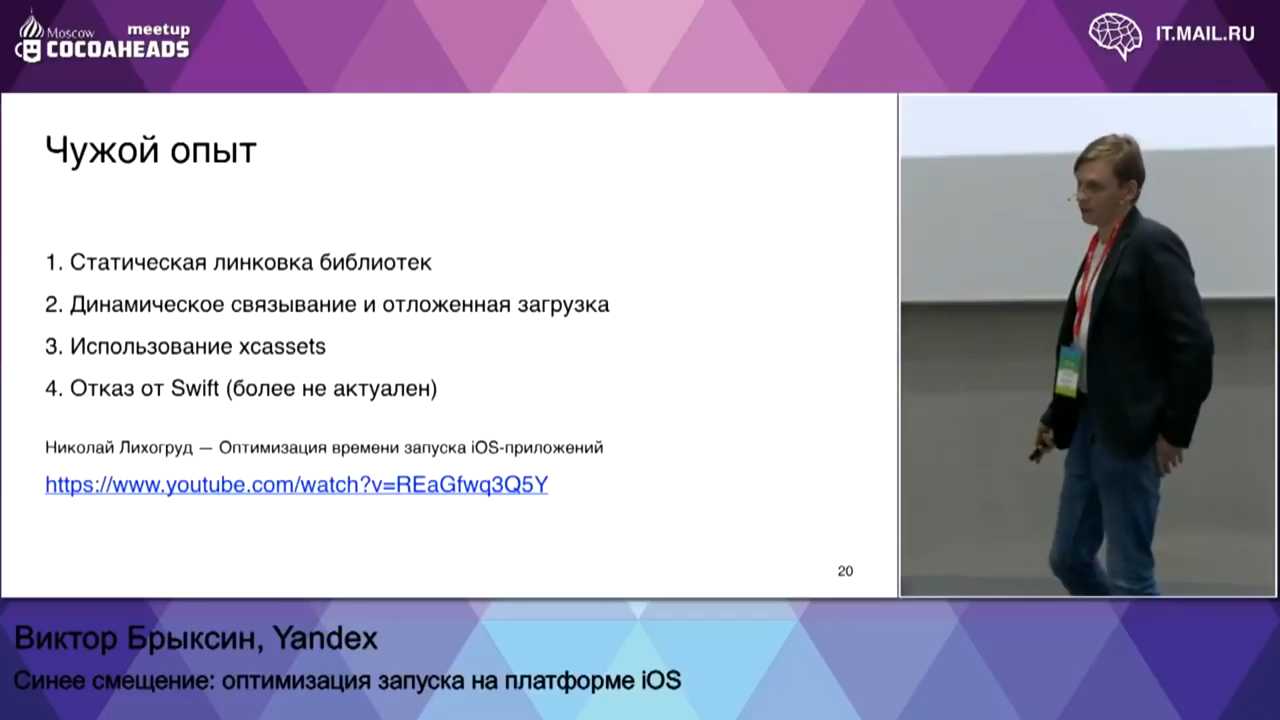 Moscow meetup
COCOAHEADS
IT.MAIL.RU
Чужой опыт
1. Статическая линковка библиотек
2. Динамическое связывание и отложенная загрузка
3. Использование xcassets
4. Отказ от Swift (более не актуален)
Николай Лихогруд — Оптимизация времени запуска iOS-приложений
https://www.youtube.com/watch?v=REaGfwq3Q5Y
20
Виктор Брыксин, Yandex
Синее смещение: оптимизация запуска на платформе iOS